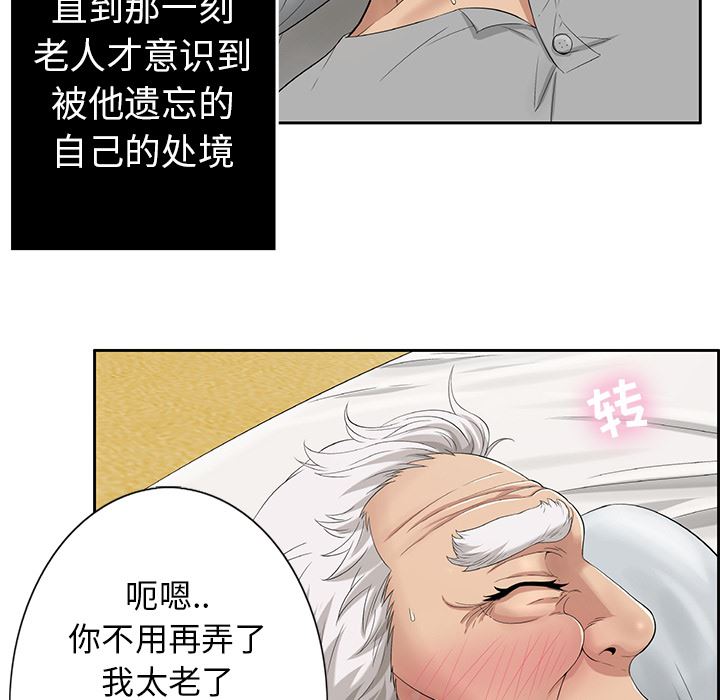 直到那一刻
老人才意识到
被他遗忘的
自己的处境
转
呃嗯..
你不用再弄了
我太老了